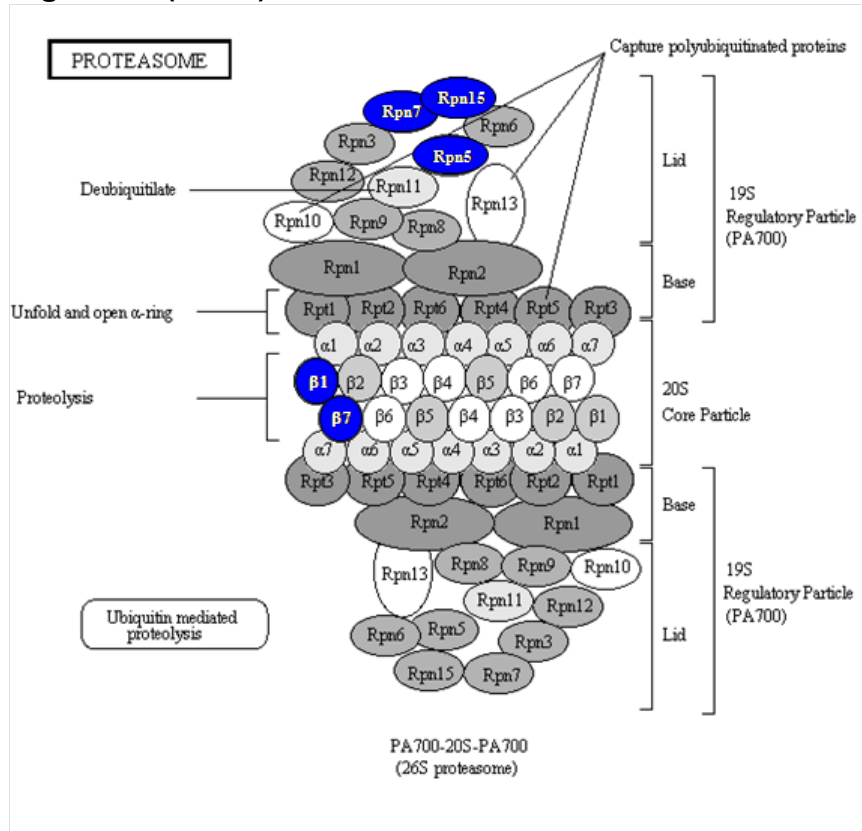 PROTEASOME
Capture polyubiquitinated proteins
Rpn7
Rpn15
Rpn3
Rpn6
Rpn5
Lid
Rpn12
Deubiquitilate
Rpn11
Rpn13
19S
Regulatory Particle
(PA700)
Rpn10
Rpn9
Rpn8
Rpn1
Rpn2
Base
Unfold and open α-ring
Rpt1
Rpt2
Rpt6
Rpt4
Rpt5
Rpt3
α1
α2
α3
α4
α5
α6
α7
β1
β2
β3
β4
β5
β6
β7
20S
Core Particle
Proteolysis
β7
β6
β5
β4
β3
β2
β1
α7
α6
α5
α4
α3
α2
α1
Rpt3
Rpt5
Rpt4
Rpt6
Rpt2
Rpt1
Base
Rpn2
Rpn1
Rpn13
Rpn8
Rpn9
Rpn10
19S
Regulatory Particle
(PA700)
Rpn11
Rpn12
Ubiquitin mediated
proteolysis
Rpn6
Rpn5
Rpn3
Lid
Rpn15
Rpn7
PA700-20S-PA700
(26S proteasome)